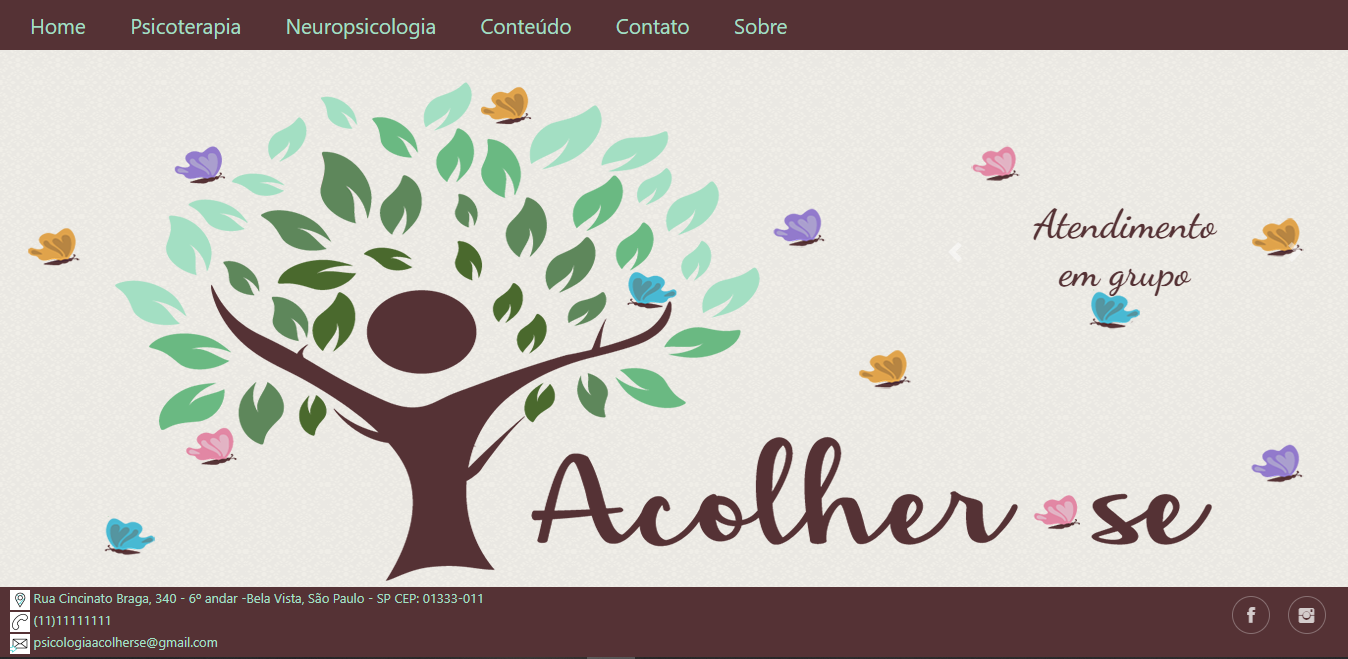 Home Psicoterapia Neuropsicologia Conteúdo Contato Sobre
Atendimento
em grupo
Acolher se
Rua Cincinato Braga, 340 - 6º andar -Bela Vista, São Paulo - SP CEP: 01333-011
(11)11111111
psicologiaacolherse@gmail.com